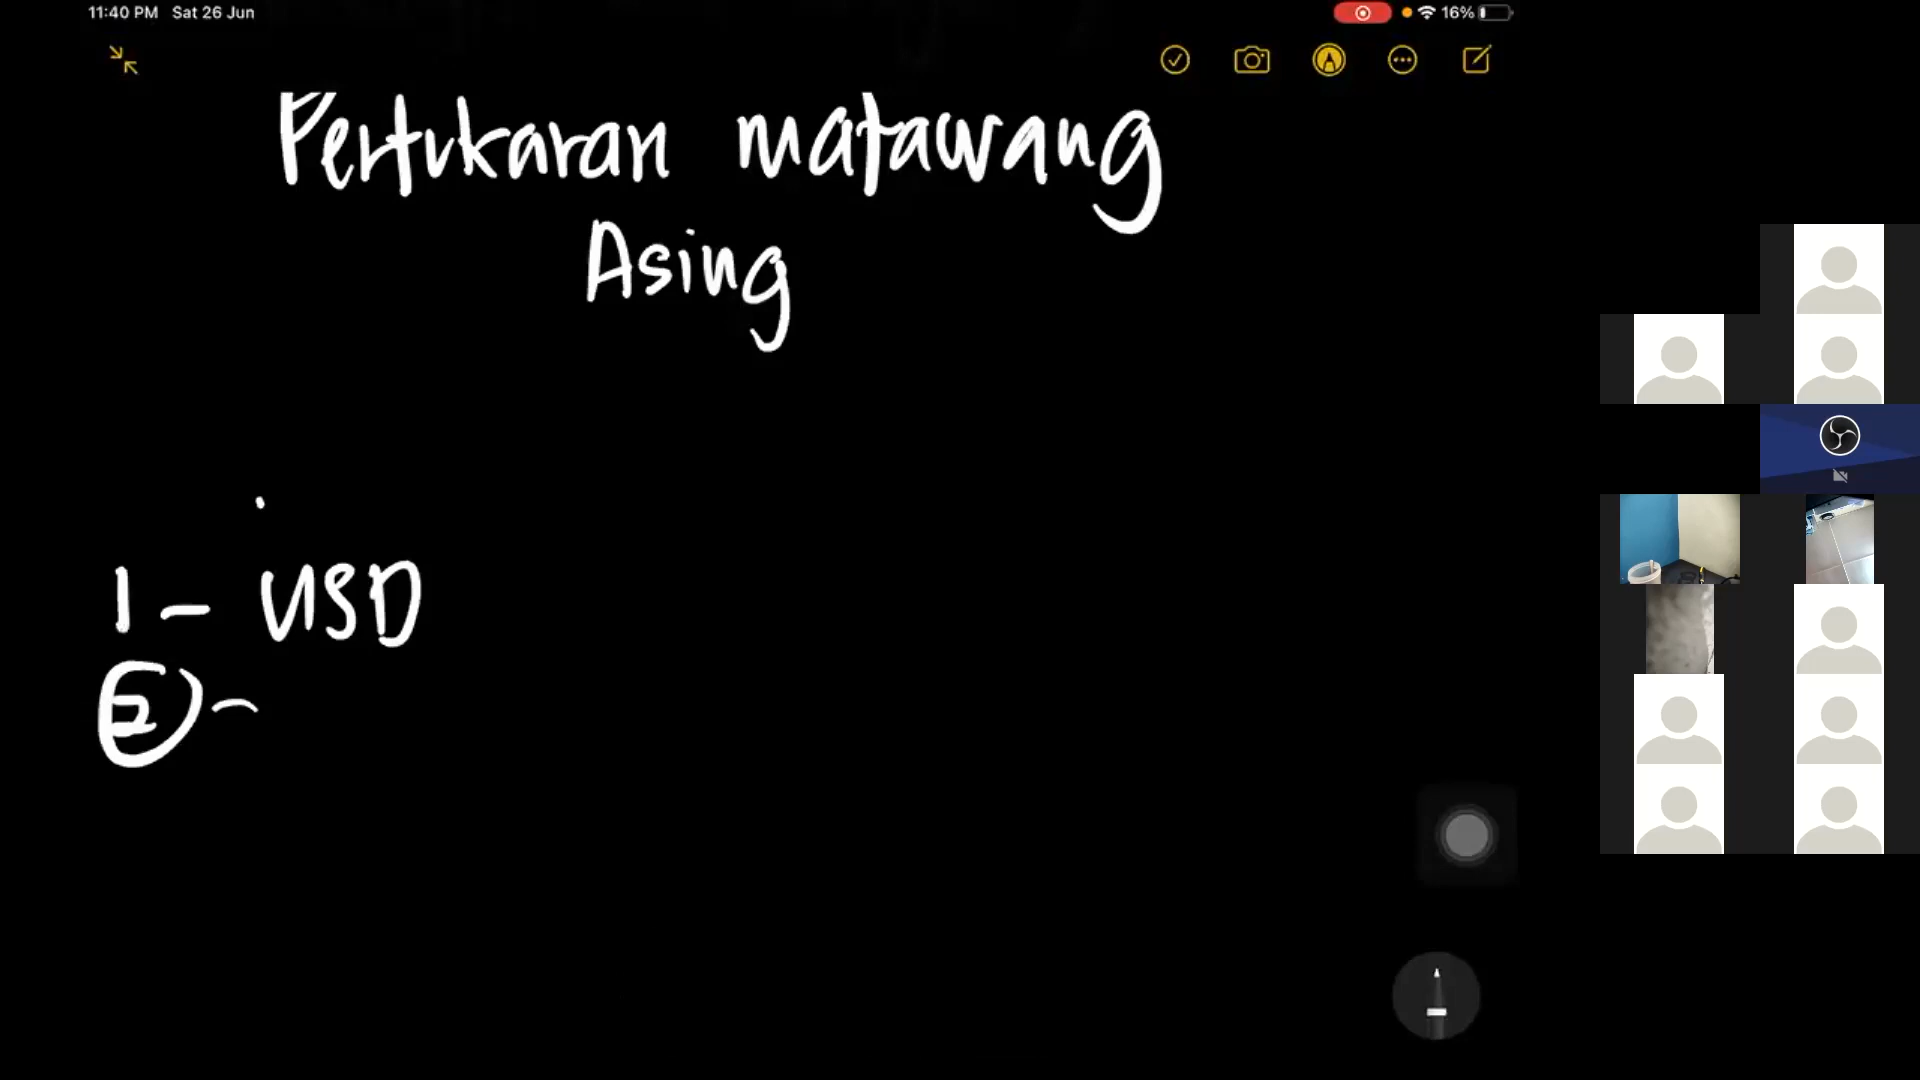 11:40 PM Sat 26 Jun
16%
Pertukaran matawang
Asing
1 - USD
2 -